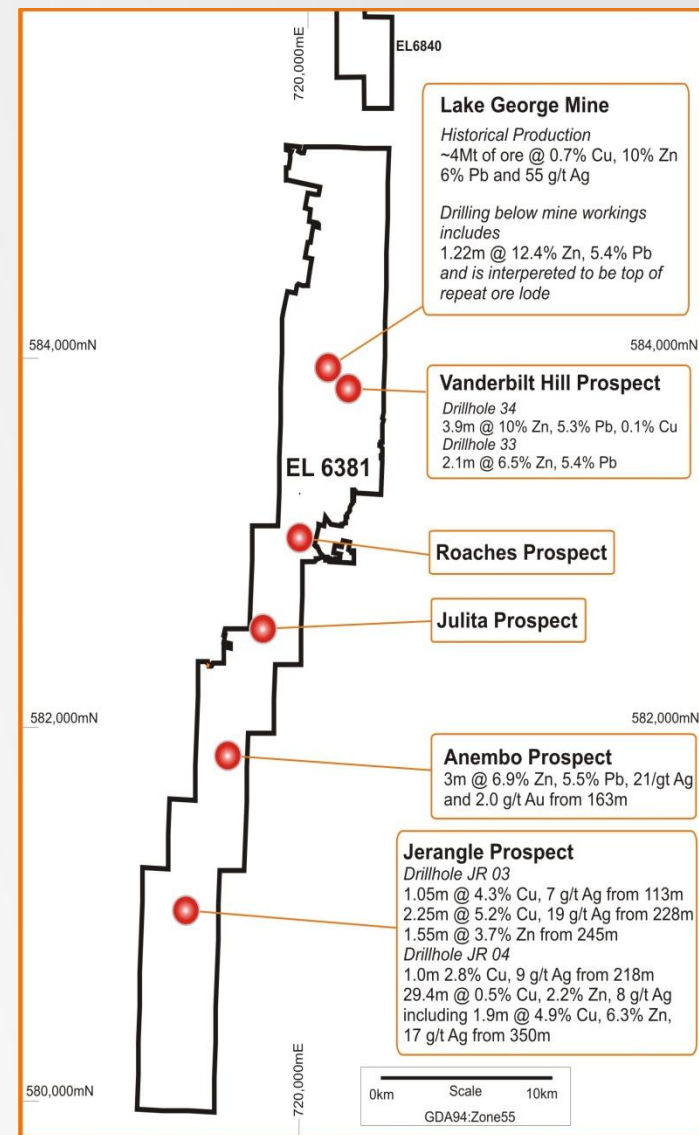 720,000mE
EL6840
Lake George Mine
Historical Production
~4Mt of ore @ 0.7% Cu, 10% Zn
6% Pb and 55 g/t Ag
Drilling below mine workings
includes
1.22m @ 12.4% Zn, 5.4% Pb
and is interpereted to be top of
repeat ore lode
584,000mN
584,000mN
Vanderbilt Hill Prospect
Drillhole 34
3.9m @ 10% Zn, 5.3% Pb, 0.1% Cu
Drillhole 33
2.1m @ 6.5% Zn, 5.4% Pb
EL 6381
Roaches Prospect
Julita Prospect
582,000mN
582,000mN
Anembo Prospect
3m @ 6.9% Zn, 5.5% Pb, 21/gt Ag
and 2.0 g/t Au from 163m
Jerangle Prospect
Drillhole JR 03
1.05m @ 4.3% Cu, 7 g/t Ag from 113m
2.25m @ 5.2% Cu, 19 g/t Ag from 228m
1.55m @ 3.7% Zn from 245m
Drillhole JR 04
1.0m 2.8% Cu, 9 g/t Ag from 218m
29.4m @ 0.5% Cu, 2.2% Zn, 8 g/t Ag
including 1.9m @ 4.9% Cu, 6.3% Zn,
17 g/t Ag from 350m
580,000mN
720,000mE
0km Scale 10km
GDA94:Zone55